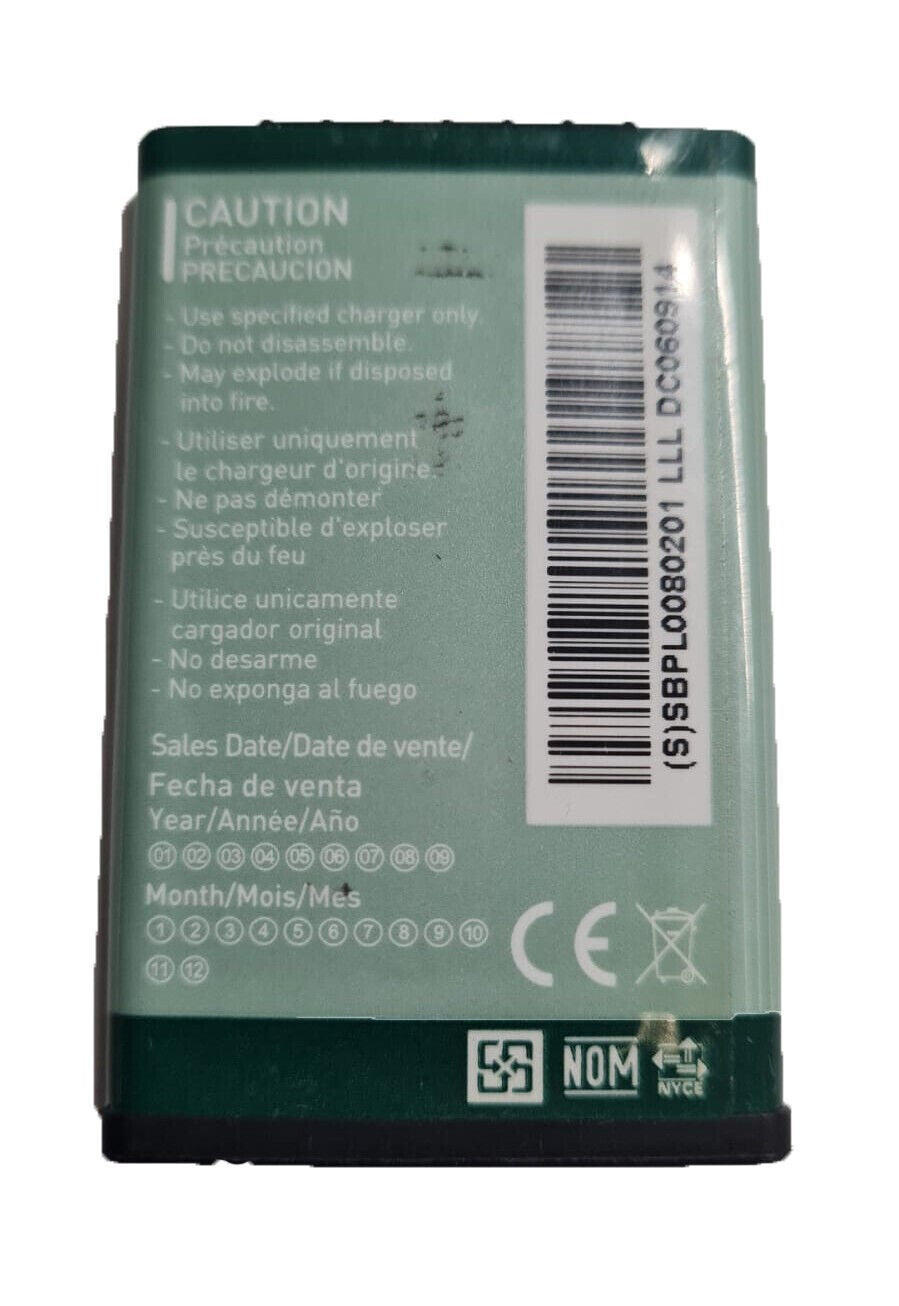 CAUTION
Précaution
PRECAUCION
- Use specified charger only.
- Do not disassemble.
- May explode if disposed
into fire.
- Utiliser uniquement
le chargeur d'origine.
- Ne pas démonter
- Susceptible d'exploser
près du feu
- Utilice unicamente
cargador original
- No desarme
- No exponga al fuego
Sales Date/Date de vente/
Fecha de venta
Year/Année/Año
01 02 03 04 05 06 07 08 09
Month/Mois/Mes
1 2 3 4 5 6 7 8 9 10
11 12
(S)SBPL0080201 LLL DC060914
CE
NOM
NYCE